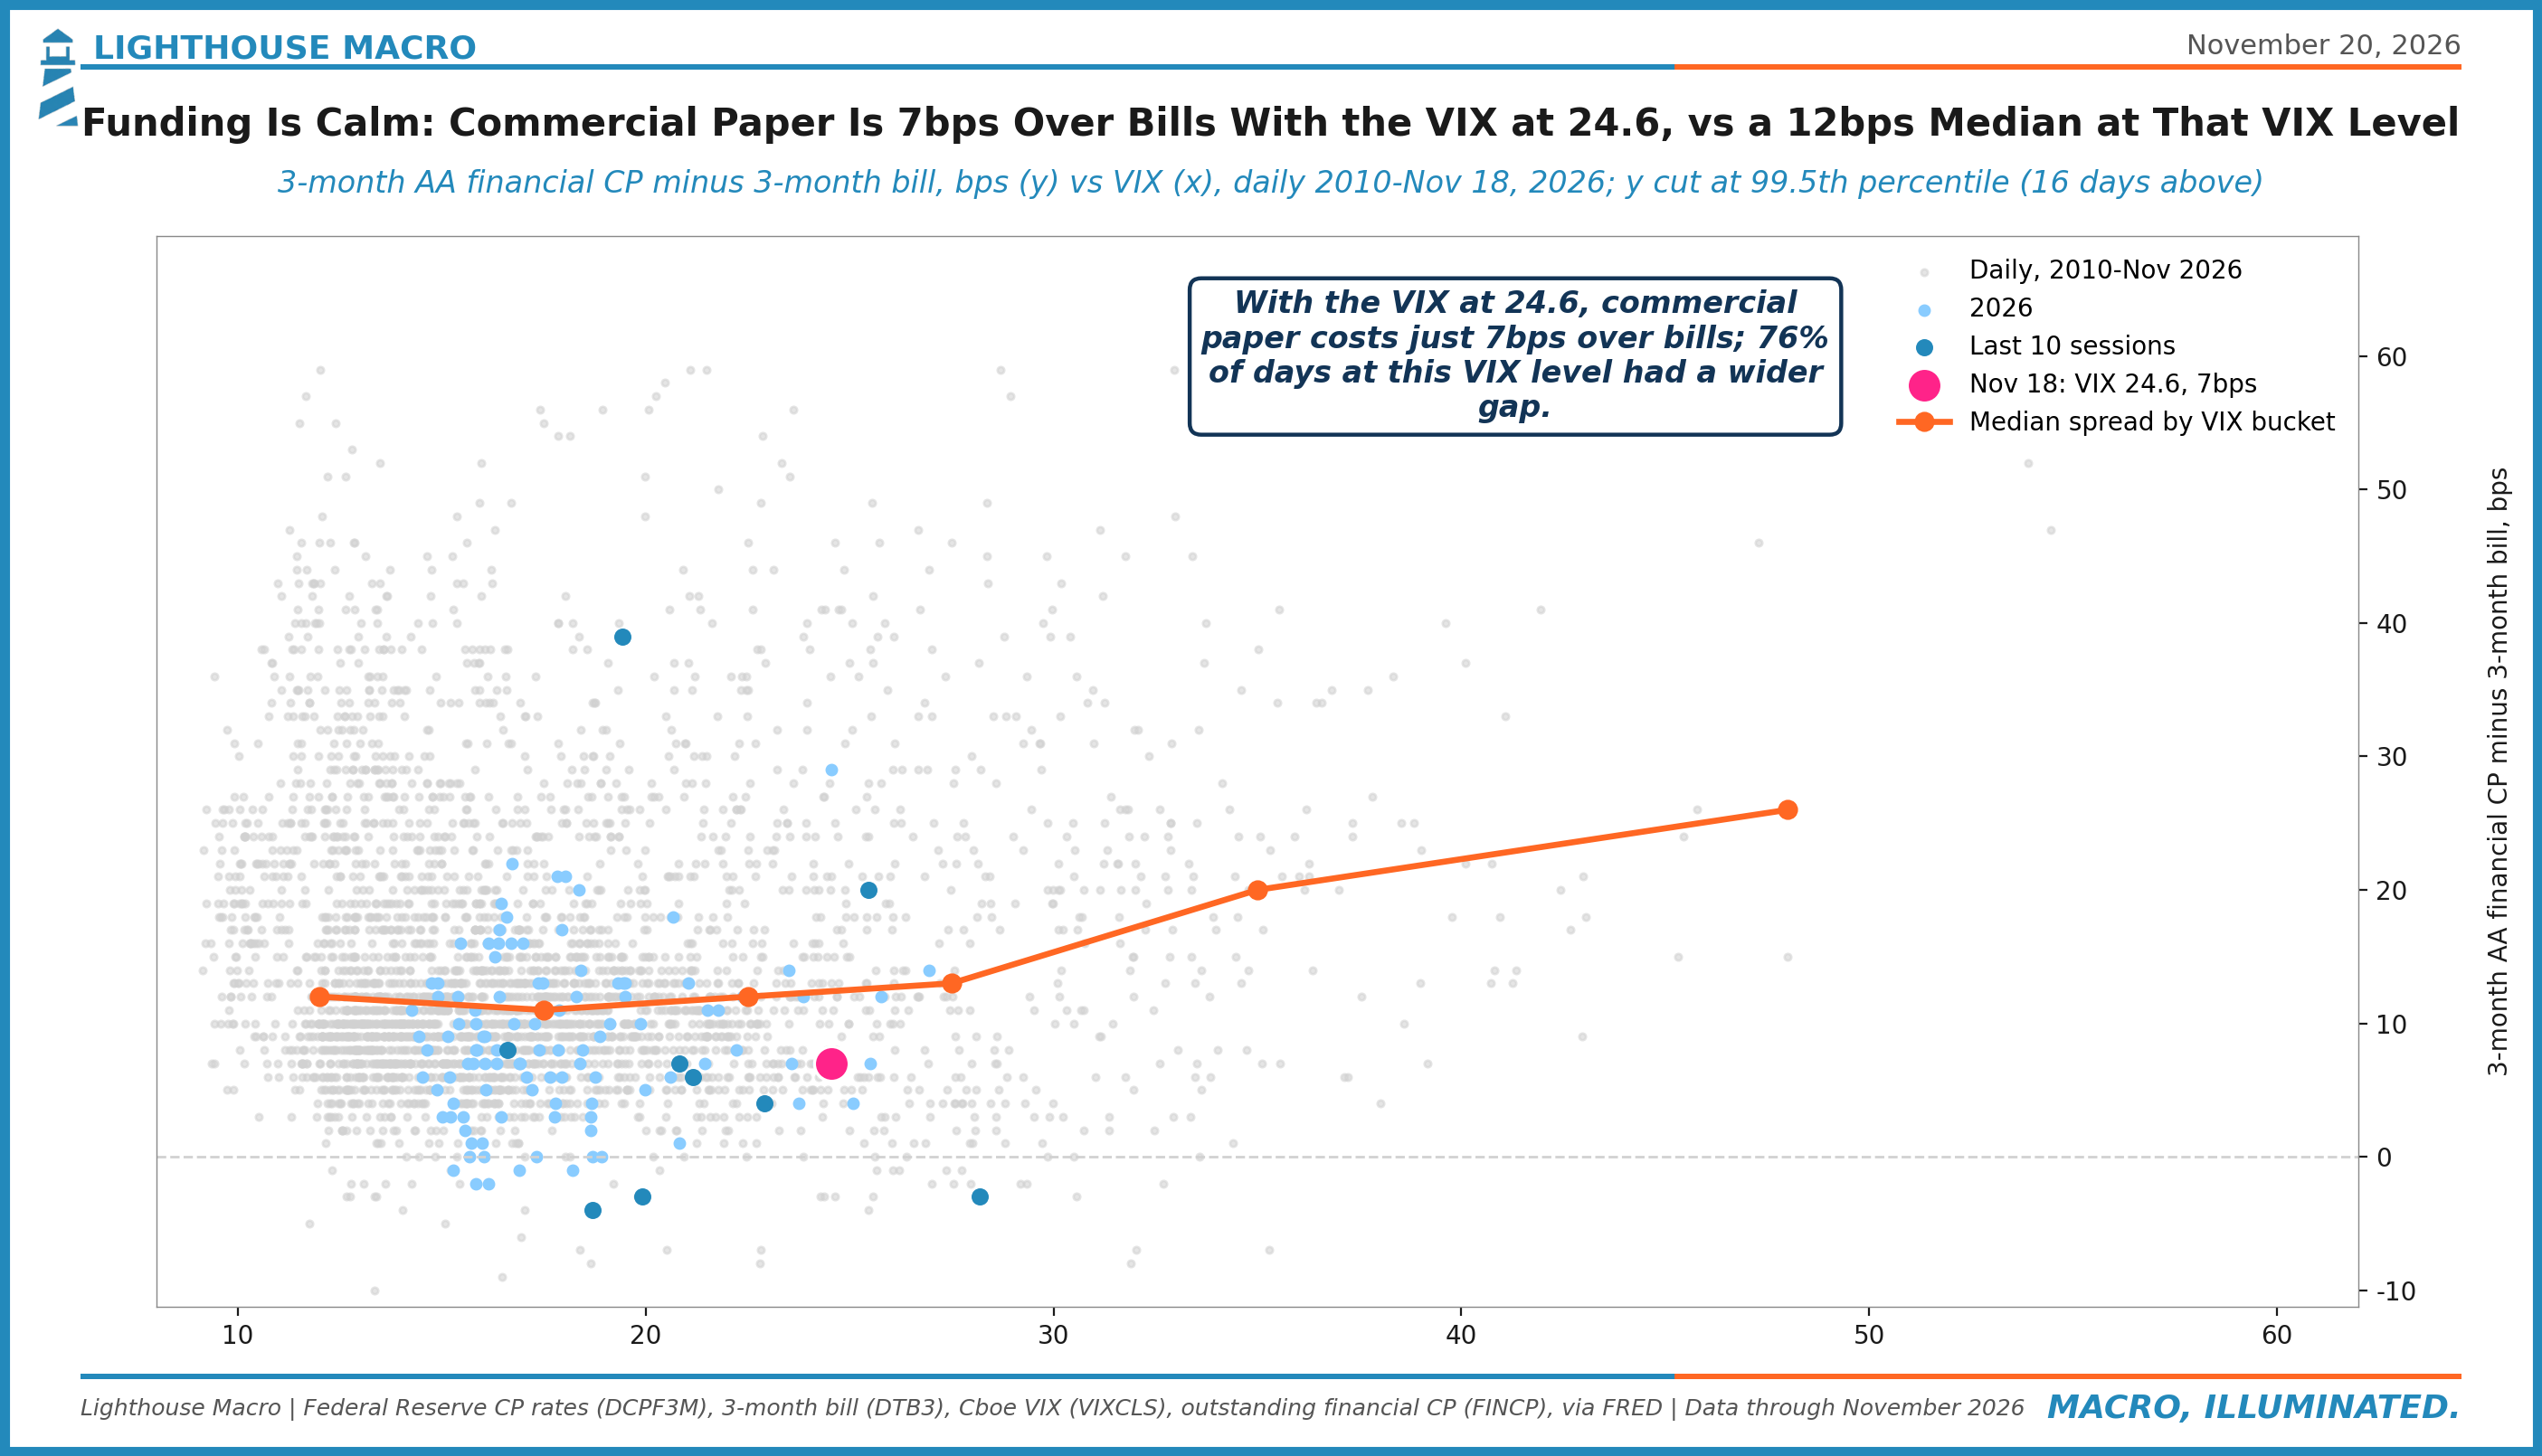 LIGHTHOUSE MACRO
November 20, 2026
Funding Is Calm: Commercial Paper Is 7bps Over Bills With the VIX at 24.6, vs a 12bps Median at That VIX Level
3-month AA financial CP minus 3-month bill, bps (y) vs VIX (x), daily 2010-Nov 18, 2026; y cut at 99.5th percentile (16 days above)
With the VIX at 24.6, commercial
paper costs just 7bps over bills; 76%
of days at this VIX level had a wider
gap.
Daily, 2010-Nov 2026
2026
Last 10 sessions
Nov 18: VIX 24.6, 7bps
Median spread by VIX bucket
60
50
40
30
20
10
0
-10
3-month AA financial CP minus 3-month bill, bps
10
20
30
40
50
60
Lighthouse Macro | Federal Reserve CP rates (DCPF3M), 3-month bill (DTB3), Cboe VIX (VIXCLS), outstanding financial CP (FINCP), via FRED | Data through November 2026
MACRO, ILLUMINATED.